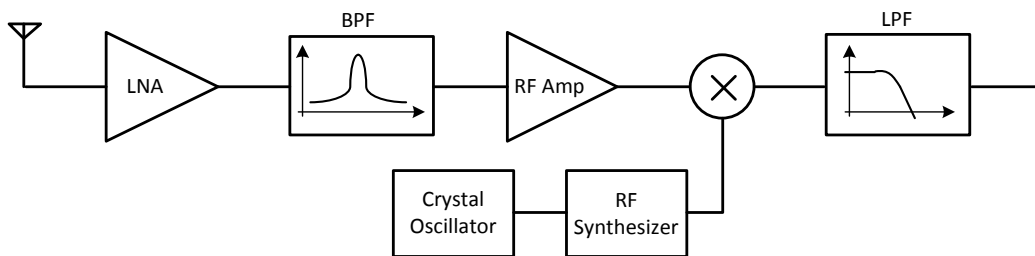 BPF
LPF
LNA
RF Amp
Crystal
Oscillator
RF
Synthesizer